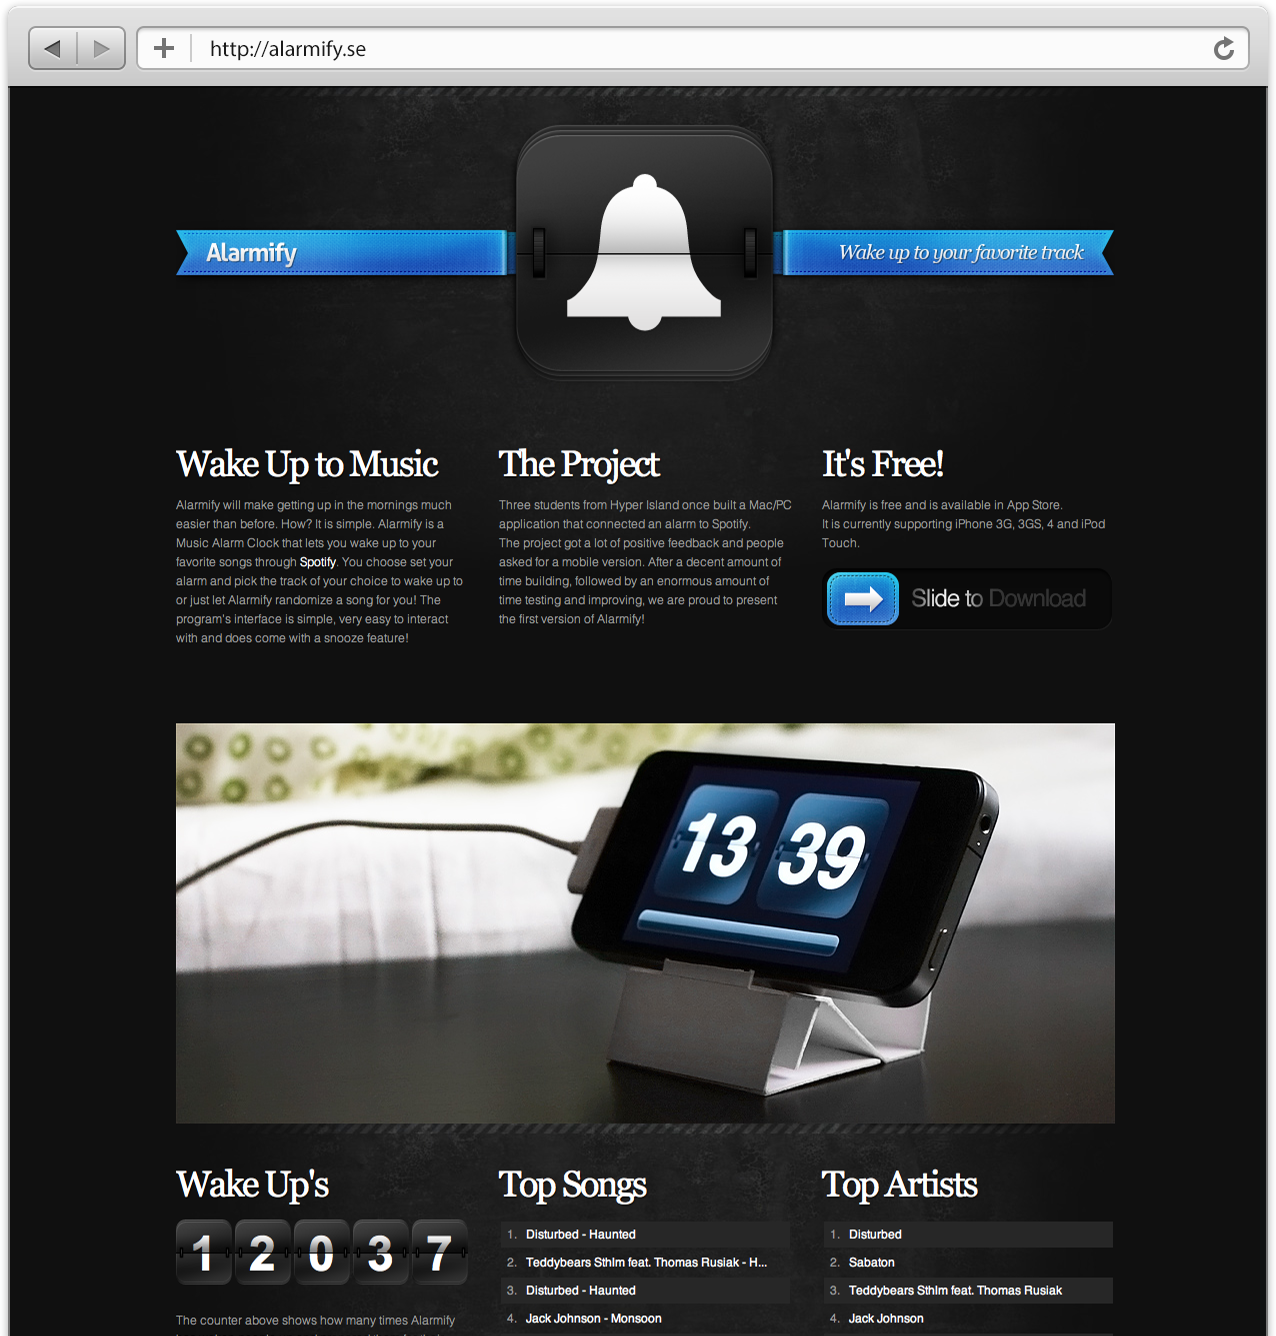 http://alarmify.se
Alarmify
Wake up to your favorite track
Wake Up to Music
Alarmify will make getting up in the mornings much
easier than before. How? It is simple. Alarmify is a
Music Alarm Clock that lets you wake up to your
favorite songs through Spotify. You choose set your
alarm and pick the track of your choice to wake up to
or just let Alarmify randomize a song for you! The
program's interface is simple, very easy to interact
with and does come with a snooze feature!
The Project
Three students from Hyper Island once built a Mac/PC
application that connected an alarm to Spotify.
The project got a lot of positive feedback and people
asked for a mobile version. After a decent amount of
time building, followed by an enormous amount of
time testing and improving, we are proud to present
the first version of Alarmify!
It's Free!
Alarmify is free and is available in App Store.
It is currently supporting iPhone 3G, 3GS, 4 and iPod
Touch.
Slide to Download
13 39
Wake Up's
12037
The counter above shows how many times Alarmify
Top Songs
1. Disturbed - Haunted
2. Teddybears Sthlm feat. Thomas Rusiak - H...
3. Disturbed - Haunted
4. Jack Johnson - Monsoon
Top Artists
1. Disturbed
2. Sabaton
3. Teddybears Sthlm feat. Thomas Rusiak
4. Jack Johnson